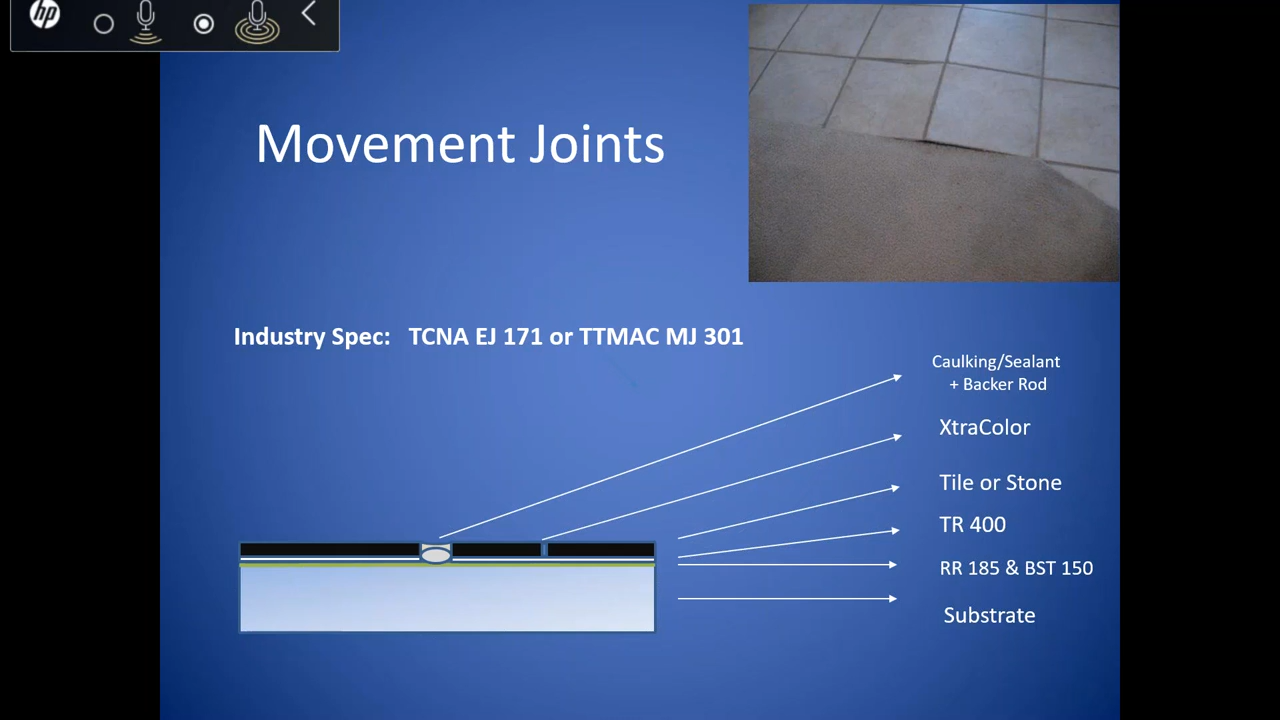 hp
Movement Joints
Industry Spec: TCNA EJ 171 or TTMAC MJ 301
Caulking/Sealant
+ Backer Rod
XtraColor
Tile or Stone
TR 400
RR 185 & BST 150
Substrate